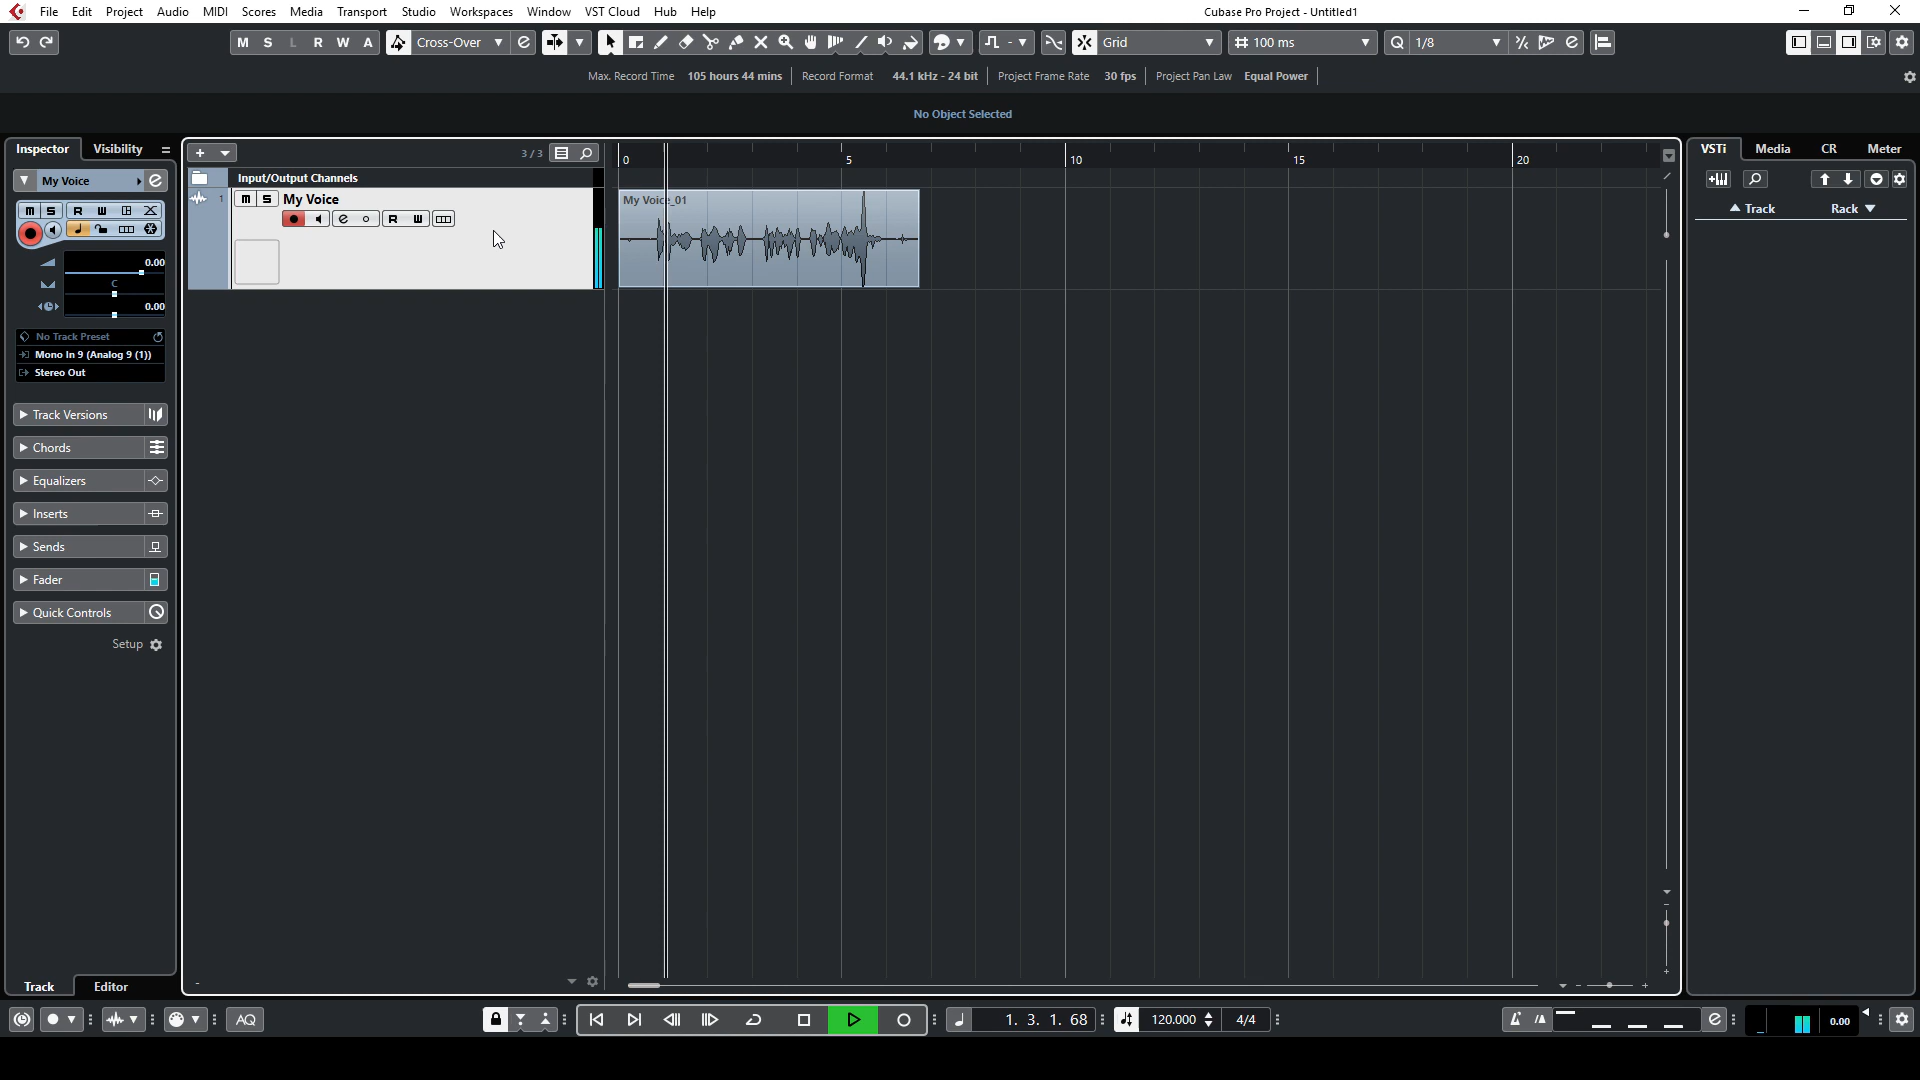 File Edit Project Audio MIDI Scores Media Transport Studio Workspaces Window VST Cloud Hub Help
Cubase Pro Project - Untitled1
M S L R W A Cross-Over e Grid 100 ms Q 1/8 e
Max. Record Time 105 hours 44 mins Record Format 44.1 kHz - 24 bit Project Frame Rate 30 fps Project Pan Law Equal Power
No Object Selected
Inspector Visibility
My Voice e
M S R W
0.00
C
0.00
No Track Preset
Mono In 9 (Analog 9 (1))
Stereo Out
Track Versions
Chords
Equalizers
Inserts
Sends
Fader
Quick Controls
Setup
Track Editor
3 / 3
Input/Output Channels
1 M S My Voice
e R W
0 5 10 15 20
My Voice_01
VSTi Media CR Meter
Track Rack
AQ
1. 3. 1. 68
120.000
4/4
e
0.00